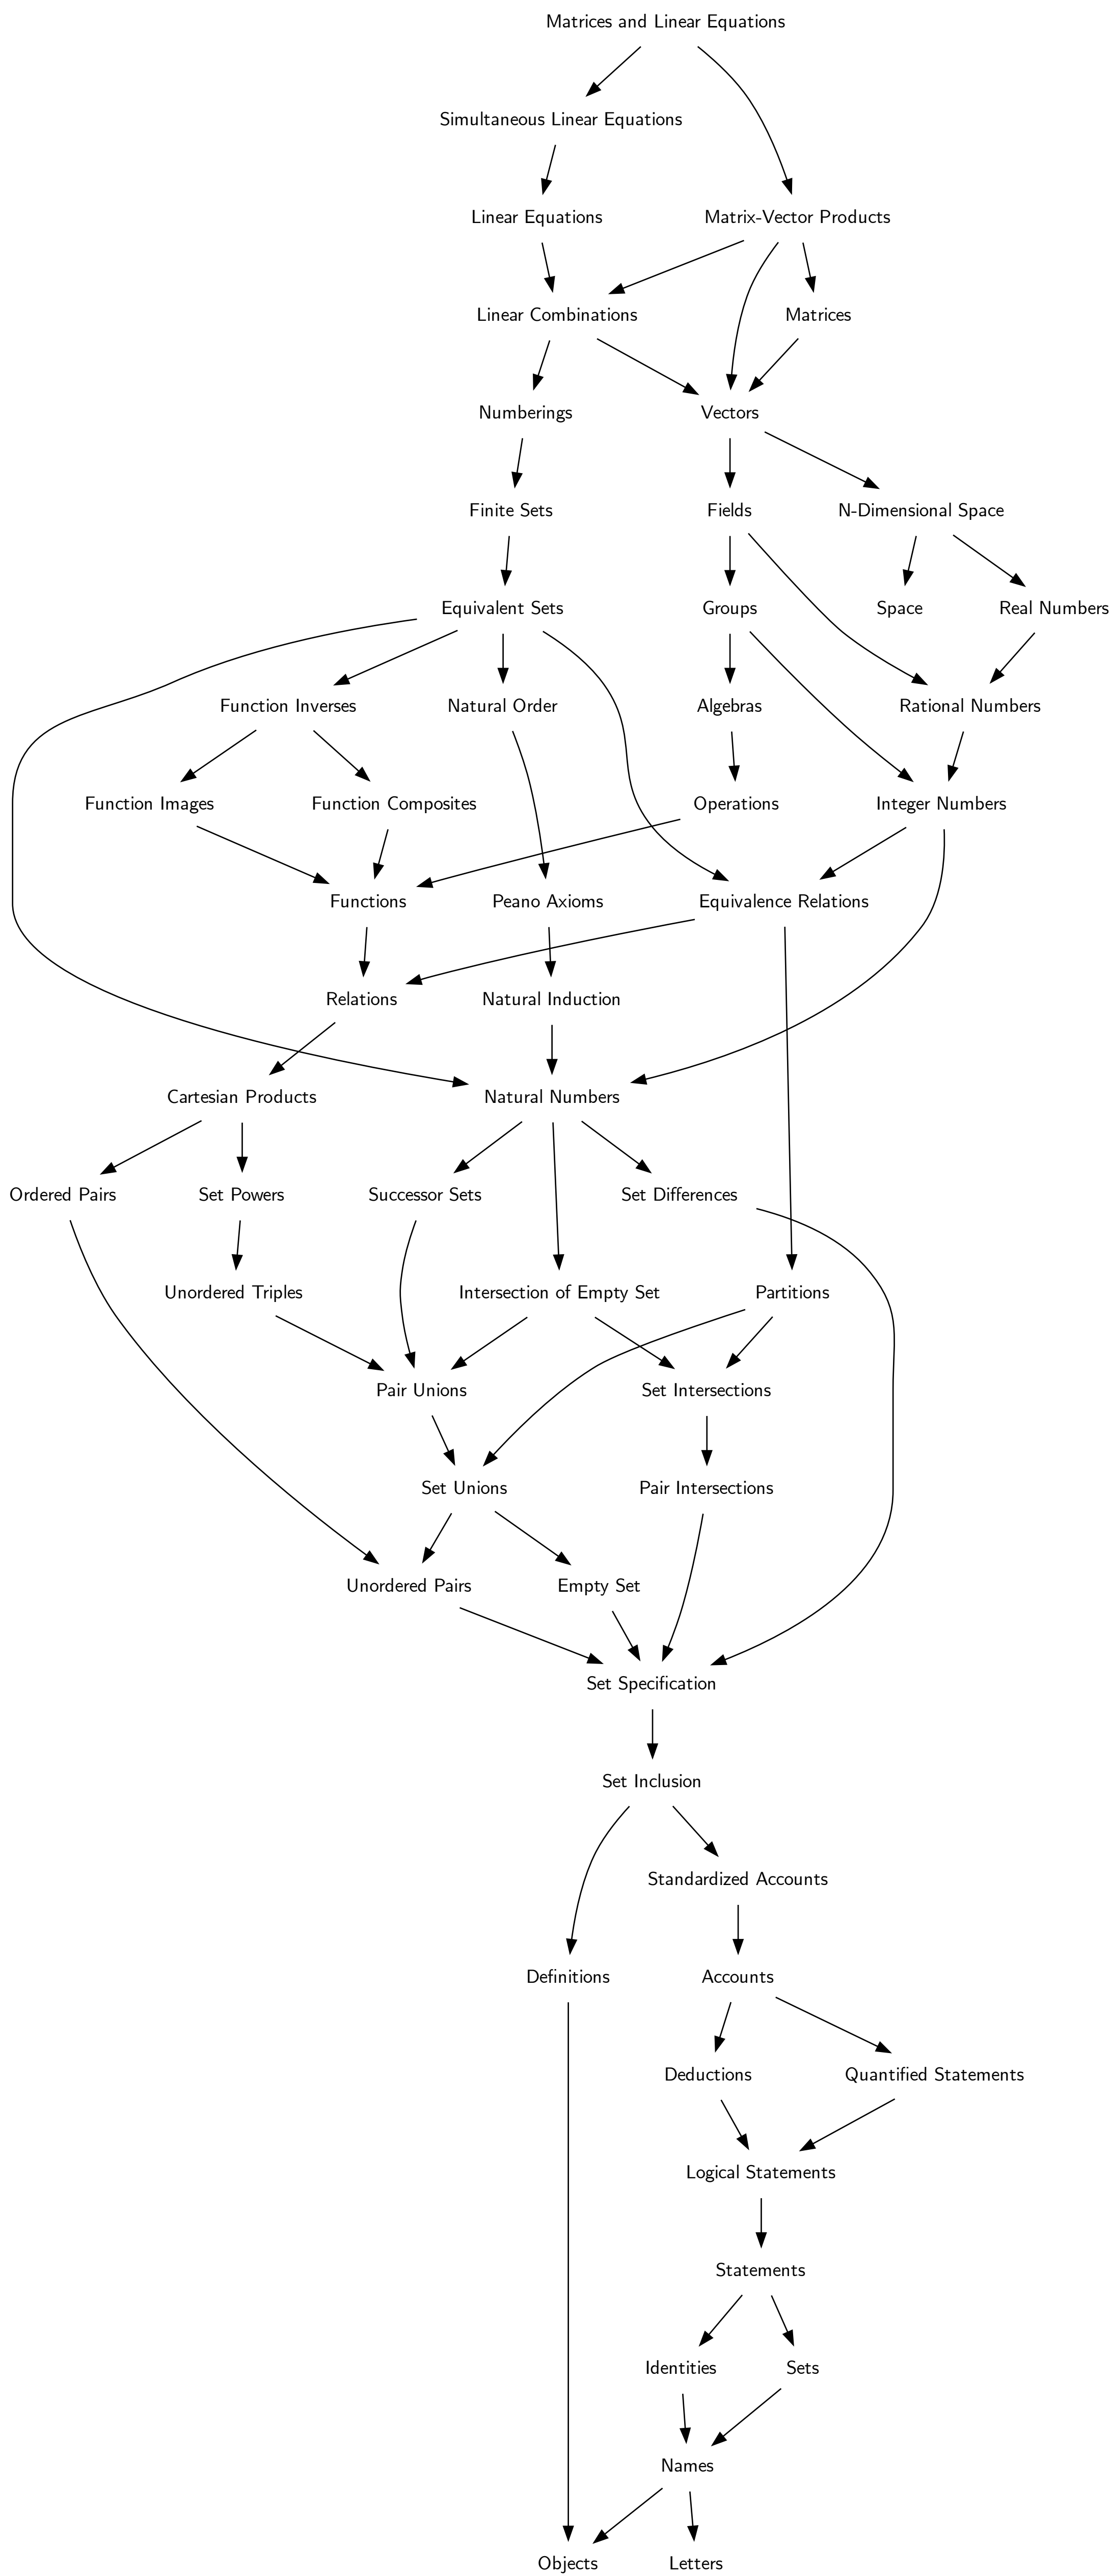 Matrices and Linear Equations
Simultaneous Linear Equations
Linear Equations
Matrix-Vector Products
Linear Combinations
Matrices
Numberings
Vectors
Finite Sets
Fields
N-Dimensional Space
Equivalent Sets
Groups
Space
Real Numbers
Function Inverses
Natural Order
Algebras
Rational Numbers
Function Images
Function Composites
Operations
Integer Numbers
Functions
Peano Axioms
Equivalence Relations
Relations
Natural Induction
Cartesian Products
Natural Numbers
Ordered Pairs
Set Powers
Successor Sets
Set Differences
Unordered Triples
Intersection of Empty Set
Partitions
Pair Unions
Set Intersections
Set Unions
Pair Intersections
Unordered Pairs
Empty Set
Set Specification
Set Inclusion
Standardized Accounts
Definitions
Accounts
Deductions
Quantified Statements
Logical Statements
Statements
Identities
Sets
Names
Objects
Letters